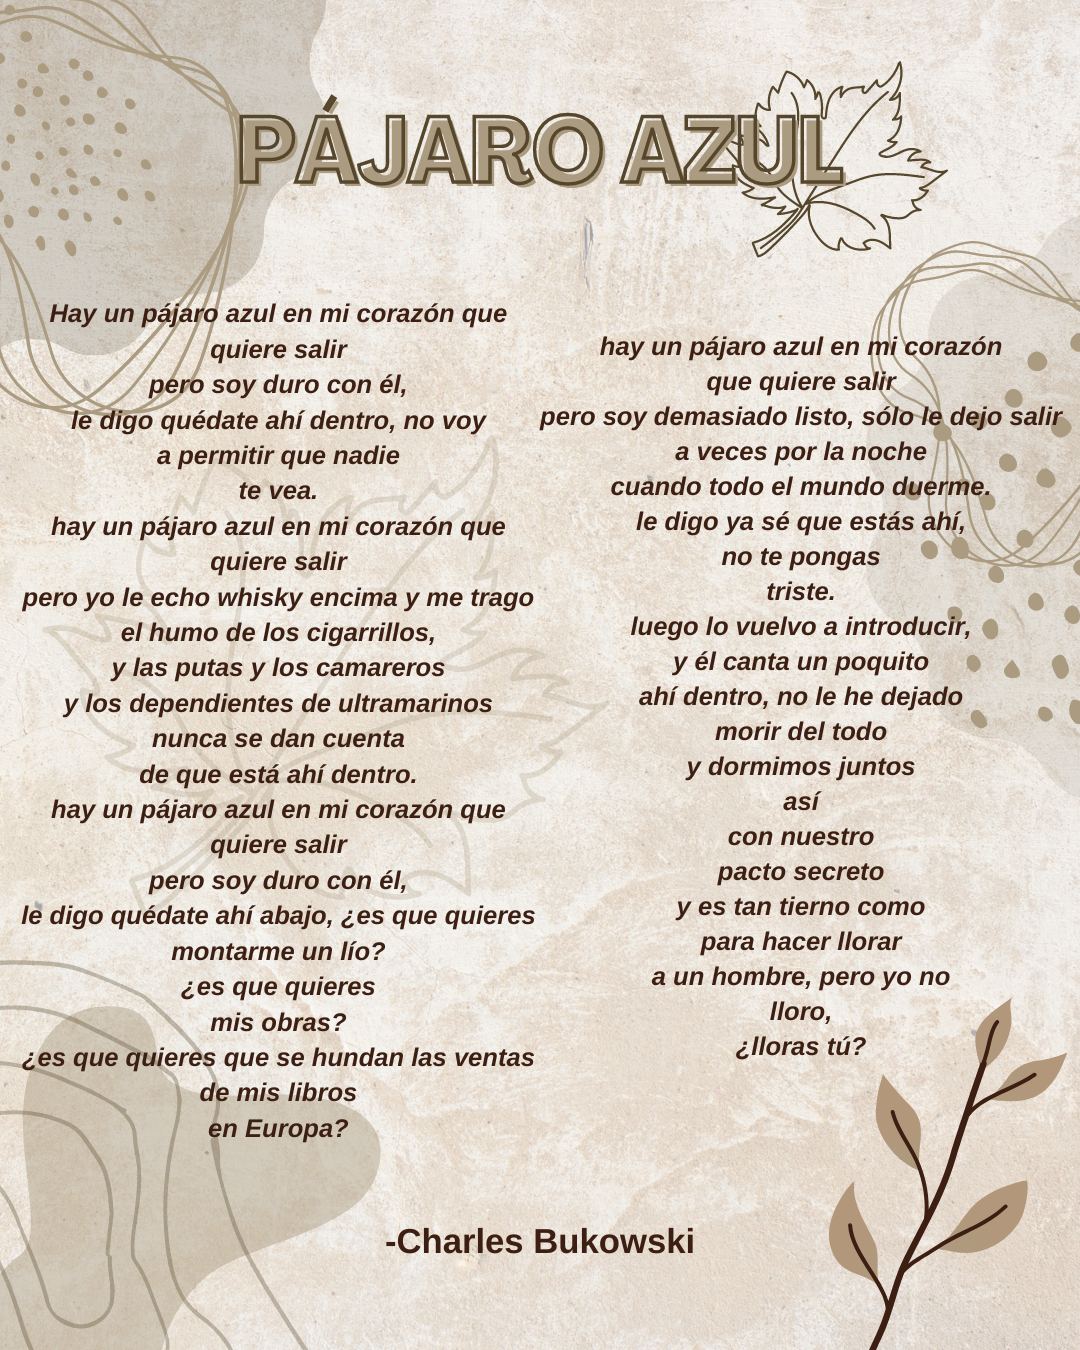 PÁJARO AZUL
Hay un pájaro azul en mi corazón que
quiere salir
pero soy duro con él,
le digo quédate ahí dentro, no voy
a permitir que nadie
te vea.
hay un pájaro azul en mi corazón que
quiere salir
pero yo le echo whisky encima y me trago
el humo de los cigarrillos,
y las putas y los camareros
y los dependientes de ultramarinos
nunca se dan cuenta
de que está ahí dentro.
hay un pájaro azul en mi corazón que
quiere salir
pero soy duro con él,
le digo quédate ahí abajo, ¿es que quieres
montarme un lío?
¿es que quieres
mis obras?
¿es que quieres que se hundan las ventas
de mis libros
en Europa?
hay un pájaro azul en mi corazón
que quiere salir
pero soy demasiado listo, sólo le dejo salir
a veces por la noche
cuando todo el mundo duerme.
le digo ya sé que estás ahí,
no te pongas
triste.
luego lo vuelvo a introducir,
y él canta un poquito
ahí dentro, no le he dejado
morir del todo
y dormimos juntos
así
con nuestro
pacto secreto
y es tan tierno como
para hacer llorar
a un hombre, pero yo no
lloro,
¿lloras tú?
-Charles Bukowski